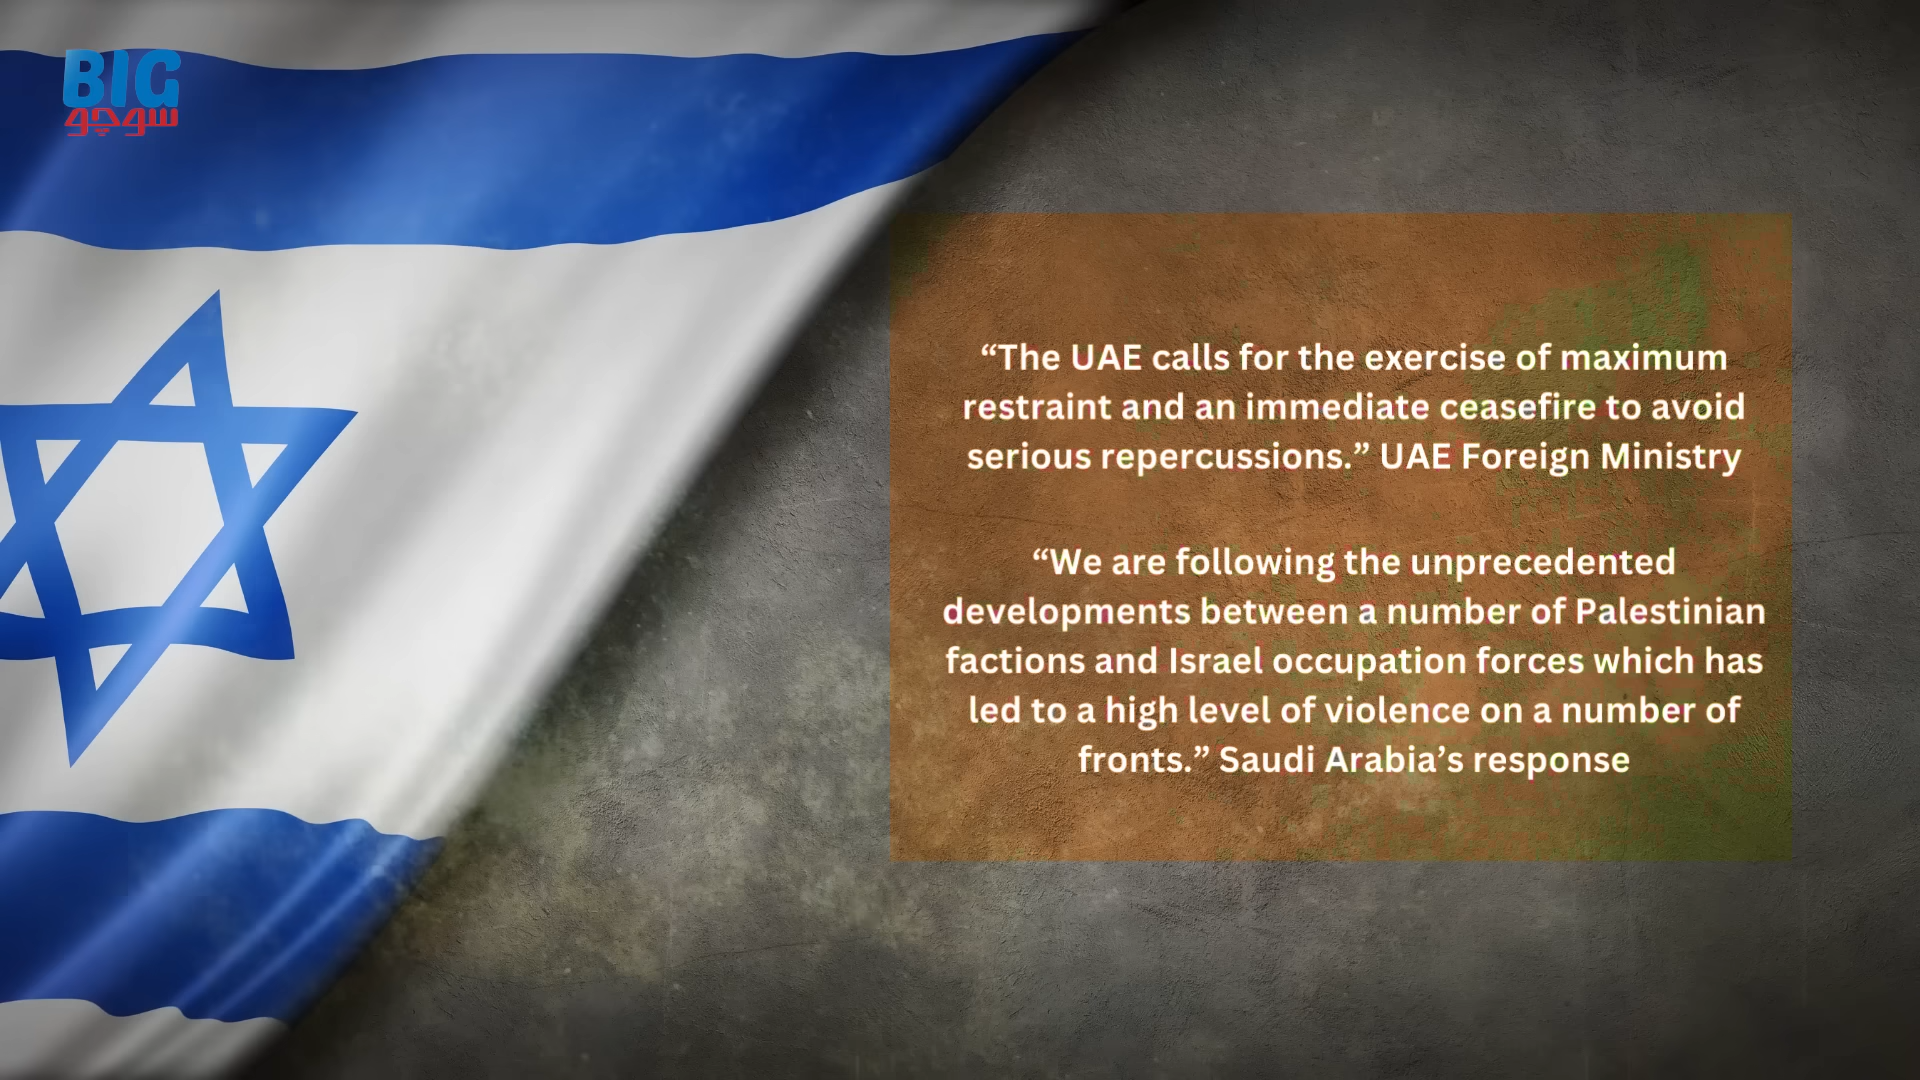 BIG
سوچو
“The UAE calls for the exercise of maximum
restraint and an immediate ceasefire to avoid
serious repercussions.” UAE Foreign Ministry
“We are following the unprecedented
developments between a number of Palestinian
factions and Israel occupation forces which has
led to a high level of violence on a number of
fronts.” Saudi Arabia’s response